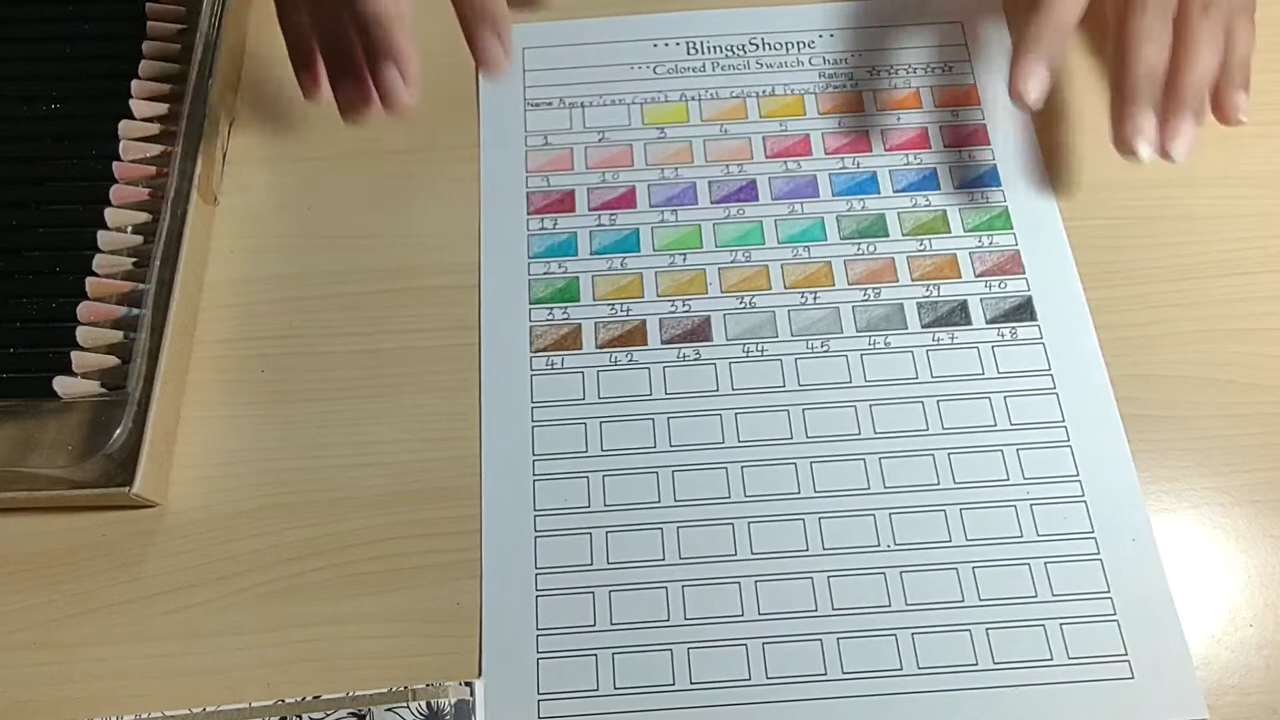 BlinggShoppe
Colored Pencil Swatch Chart
Rating ☆☆☆☆☆
Name American Craft Artist colored Pencils Pack of 48
1 2 3 4 5 6 7 8
9 10 11 12 13 14 15 16
17 18 19 20 21 22 23 24
25 26 27 28 29 30 31 32
33 34 35 36 37 38 39 40
41 42 43 44 45 46 47 48